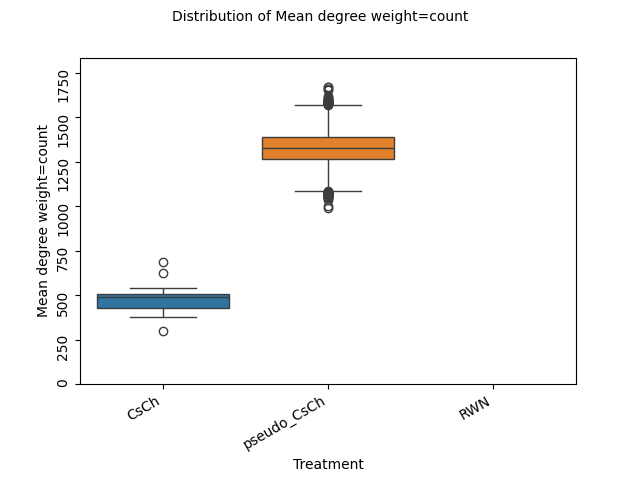 Distribution of Mean degree weight=count
Mean degree weight=count
1750
1500
1250
1000
750
500
250
0
CsCh
pseudo_CsCh
RWN
Treatment